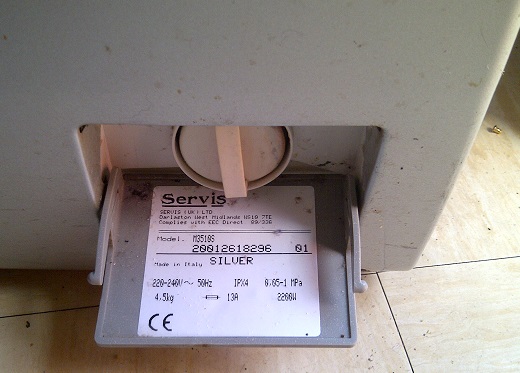 Servis
SERVIS (UK) LTD
Darlaston West Midlands WS10 7TE
Complies with EEC Direct 89/336
Model. M3510S
20012618296 01
Made in Italy SILVER
220-240V~ 50Hz IPX4 0.05-1 MPa
4.5kg 13A 2200W
CE